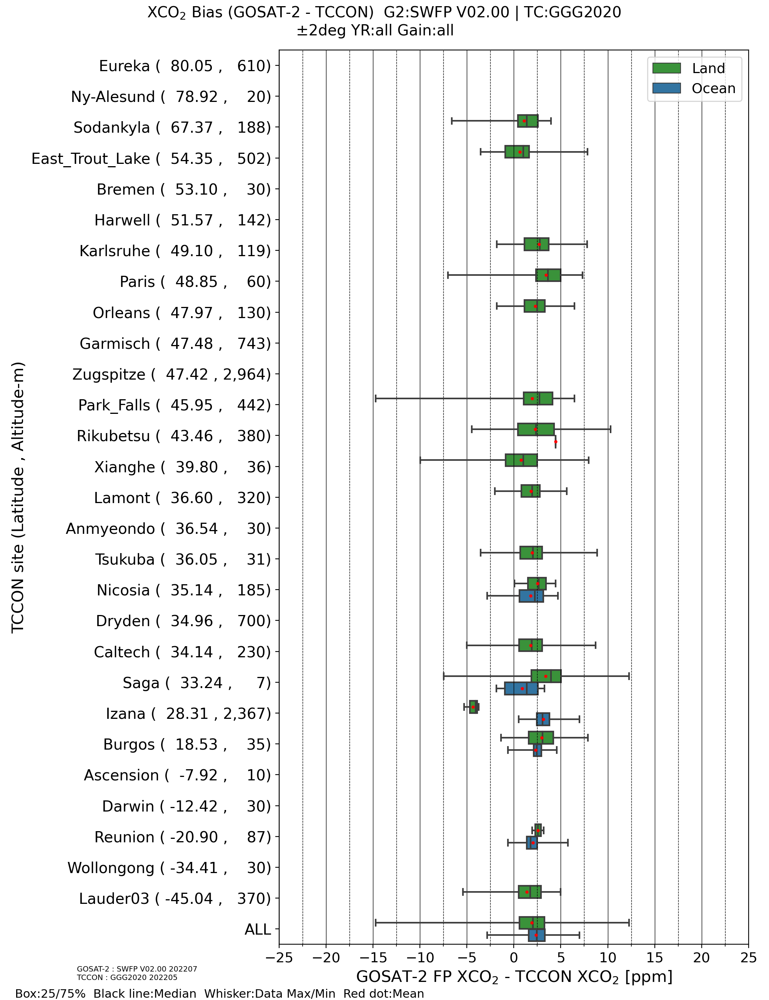 XCO₂ Bias (GOSAT-2 - TCCON)  G2:SWFP V02.00 | TC:GGG2020
±2deg YR:all Gain:all
Land
Ocean
TCCON site (Latitude , Altitude-m)
Eureka (  80.05 ,   610)
Ny-Alesund (  78.92 ,    20)
Sodankyla (  67.37 ,   188)
East_Trout_Lake (  54.35 ,   502)
Bremen (  53.10 ,    30)
Harwell (  51.57 ,   142)
Karlsruhe (  49.10 ,   119)
Paris (  48.85 ,    60)
Orleans (  47.97 ,   130)
Garmisch (  47.48 ,   743)
Zugspitze (  47.42 , 2,964)
Park_Falls (  45.95 ,   442)
Rikubetsu (  43.46 ,   380)
Xianghe (  39.80 ,    36)
Lamont (  36.60 ,   320)
Anmyeondo (  36.54 ,    30)
Tsukuba (  36.05 ,    31)
Nicosia (  35.14 ,   185)
Dryden (  34.96 ,   700)
Caltech (  34.14 ,   230)
Saga (  33.24 ,     7)
Izana (  28.31 , 2,367)
Burgos (  18.53 ,    35)
Ascension (  -7.92 ,    10)
Darwin ( -12.42 ,    30)
Reunion ( -20.90 ,    87)
Wollongong ( -34.41 ,    30)
Lauder03 ( -45.04 ,   370)
ALL
−25 −20 −15 −10 −5 0 5 10 15 20 25
GOSAT-2 FP XCO₂ - TCCON XCO₂ [ppm]
GOSAT-2 : SWFP V02.00 202207
TCCON : GGG2020 202205
Box:25/75%  Black line:Median  Whisker:Data Max/Min  Red dot:Mean